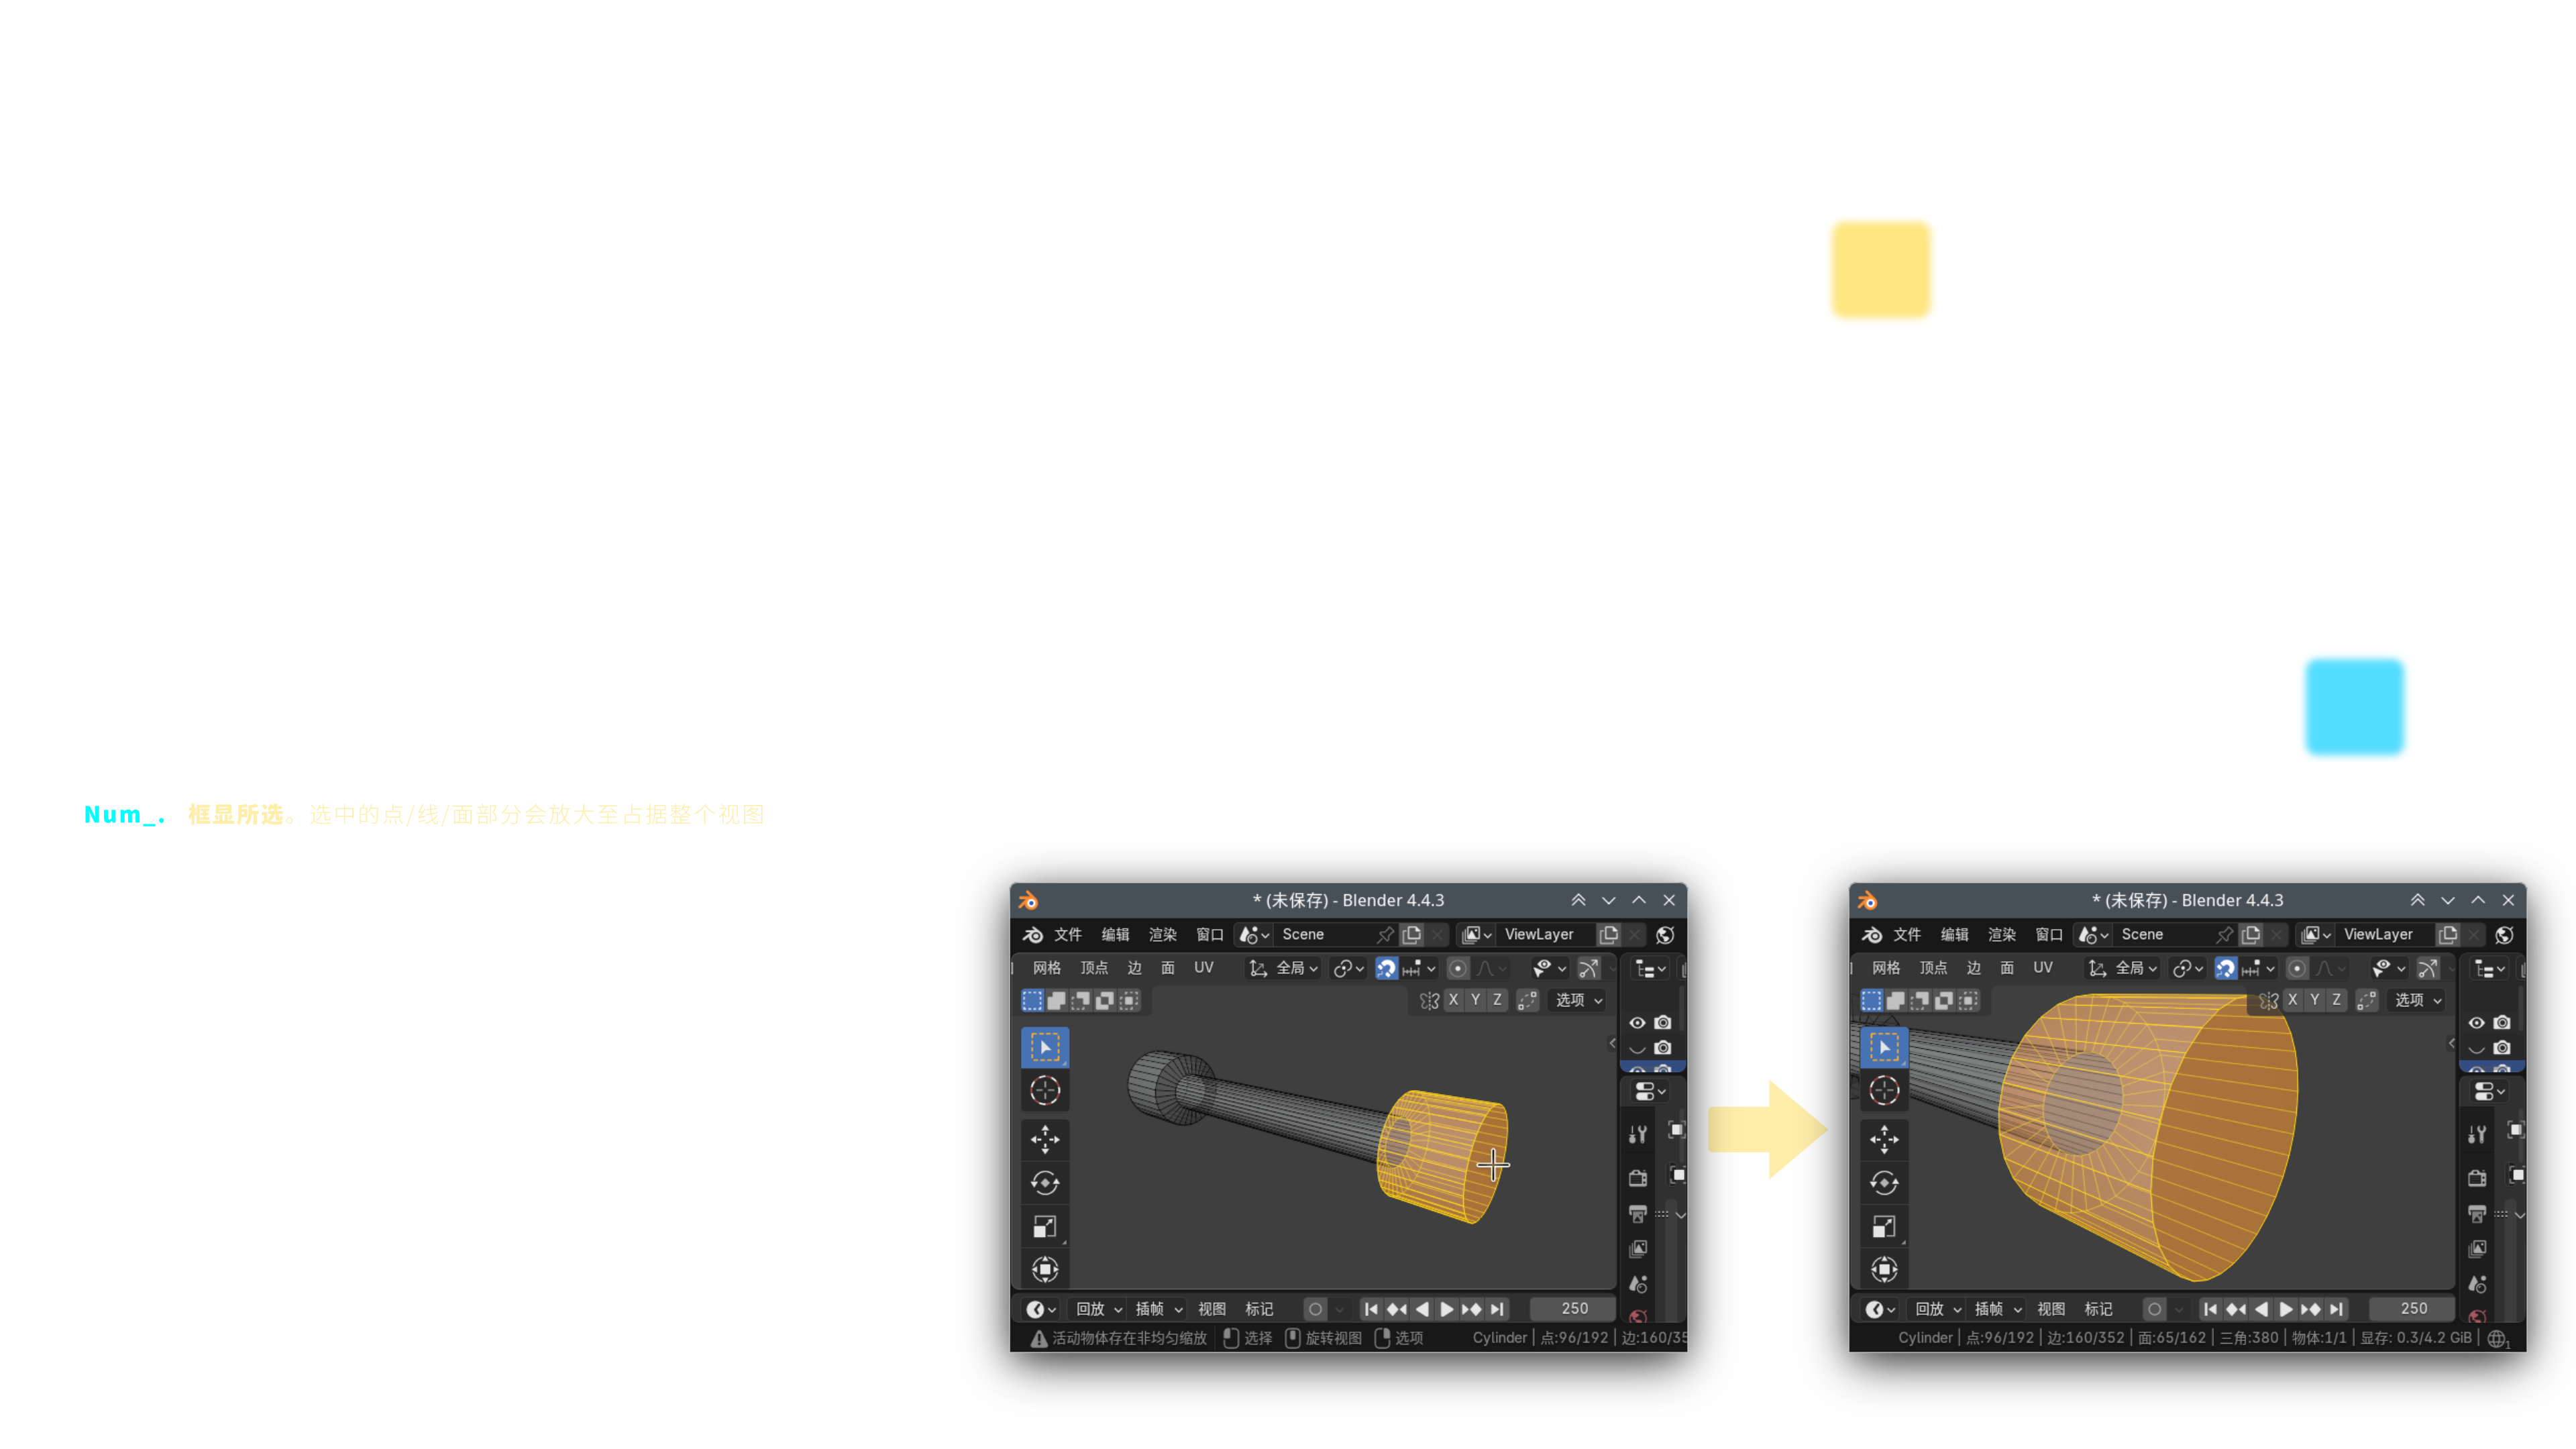 Num_. 框显所选。选中的点/线/面部分会放大至占据整个视图
* (未保存) - Blender 4.4.3
文件 编辑 渲染 窗口 Scene ViewLayer
网格 顶点 边 面 UV 全局
X Y Z 选项
回放 插帧 视图 标记 250
活动物体存在非均匀缩放 选择 旋转视图 选项 Cylinder | 点:96/192 | 边:160/35
* (未保存) - Blender 4.4.3
文件 编辑 渲染 窗口 Scene ViewLayer
网格 顶点 边 面 UV 全局
X Y Z 选项
回放 插帧 视图 标记 250
Cylinder | 点:96/192 | 边:160/352 | 面:65/162 | 三角:380 | 物体:1/1 | 显存: 0.3/4.2 GiB | 1